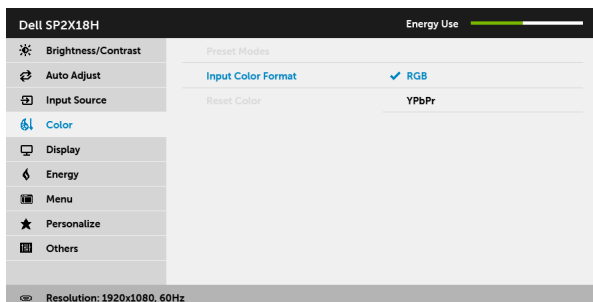 Dell SP2X18H Energy Use
Brightness/Contrast Preset Modes
Auto Adjust Input Color Format RGB
Input Source Reset Color YPbPr
Color
Display
Energy
Menu
Personalize
Others
Resolution: 1920x1080, 60Hz